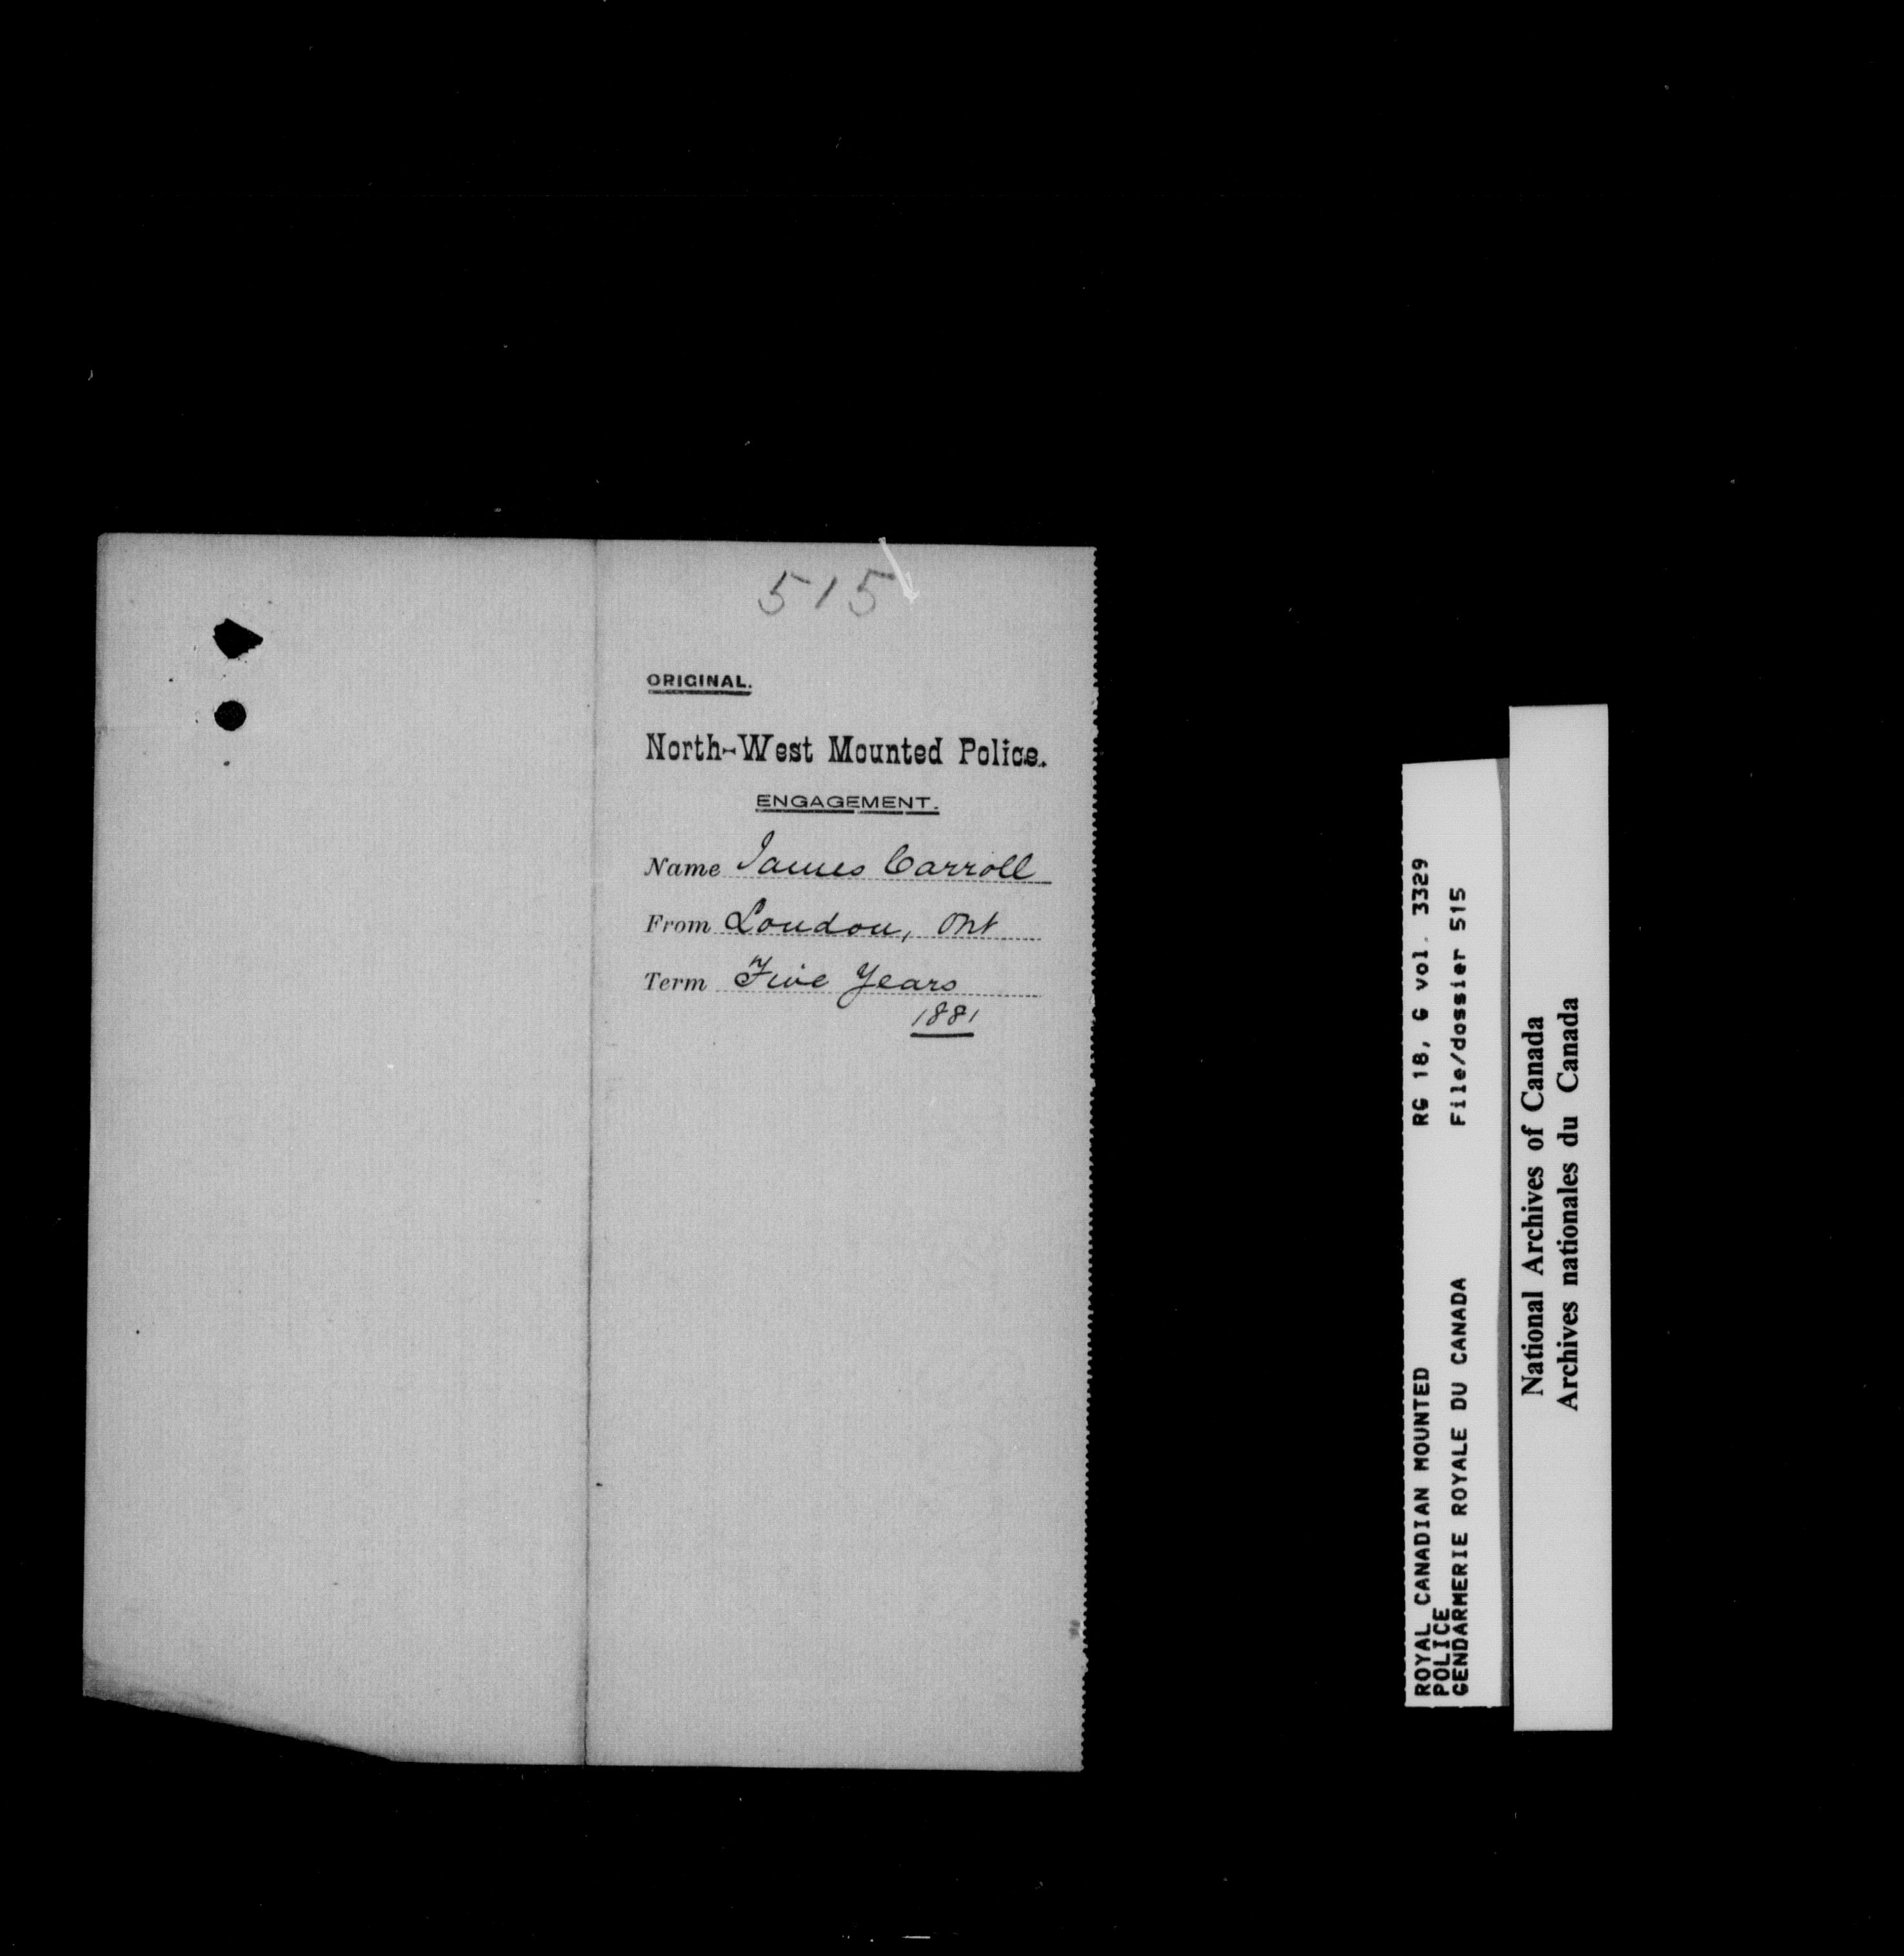 515
ORIGINAL.
North-West Mounted Police.
ENGAGEMENT.
Name James Carroll
From London, Ont
Term Five Years
1881
ROYAL CANADIAN MOUNTED RG 18, G vol. 3329
POLICE
GENDARMERIE ROYALE DU CANADA File/dossier 515
National Archives of Canada
Archives nationales du Canada